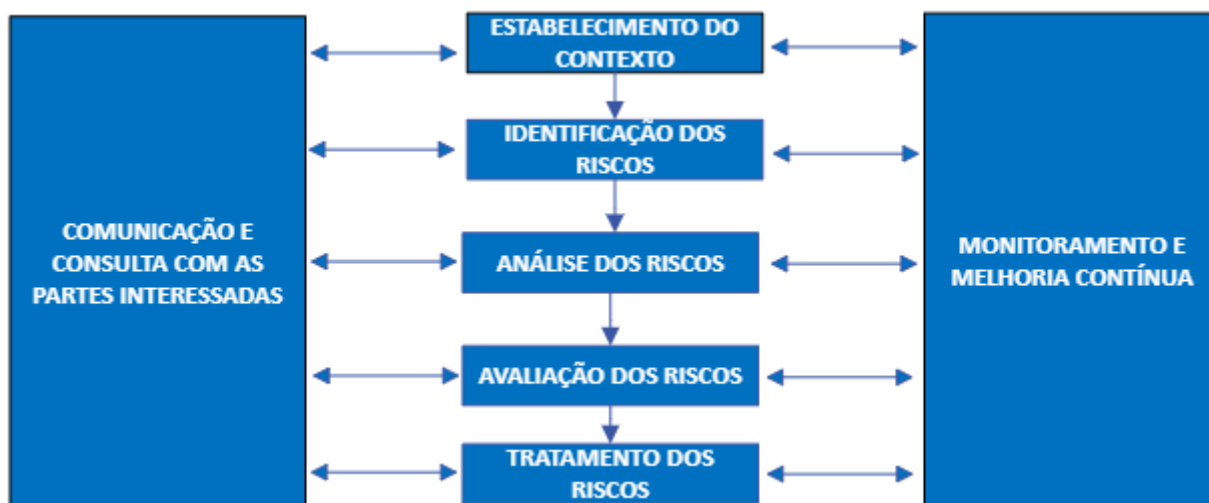 ESTABELECIMENTO DO
CONTEXTO
IDENTIFICAÇÃO DOS
RISCOS
COMUNICAÇÃO E
CONSULTA COM AS
PARTES INTERESSADAS
ANÁLISE DOS RISCOS
MONITORAMENTO E
MELHORIA CONTÍNUA
AVALIAÇÃO DOS RISCOS
TRATAMENTO DOS
RISCOS